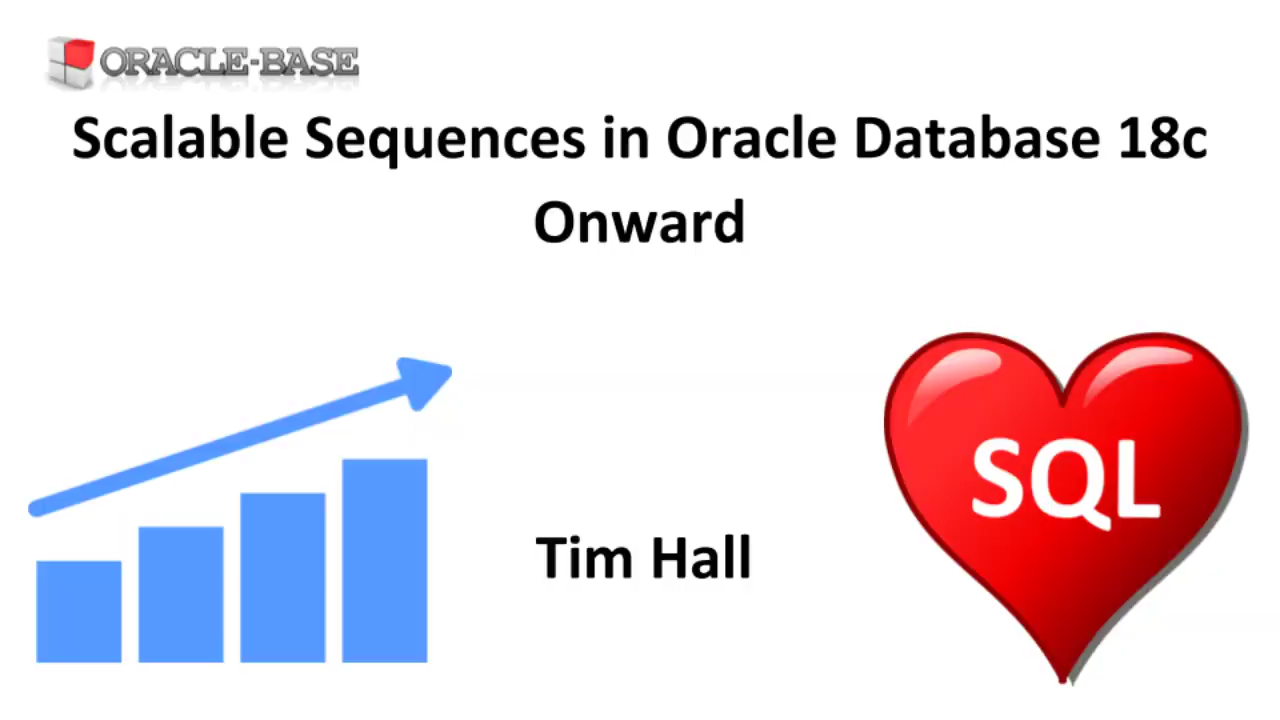 ORACLE-BASE
Scalable Sequences in Oracle Database 18c
Onward
SQL
Tim Hall